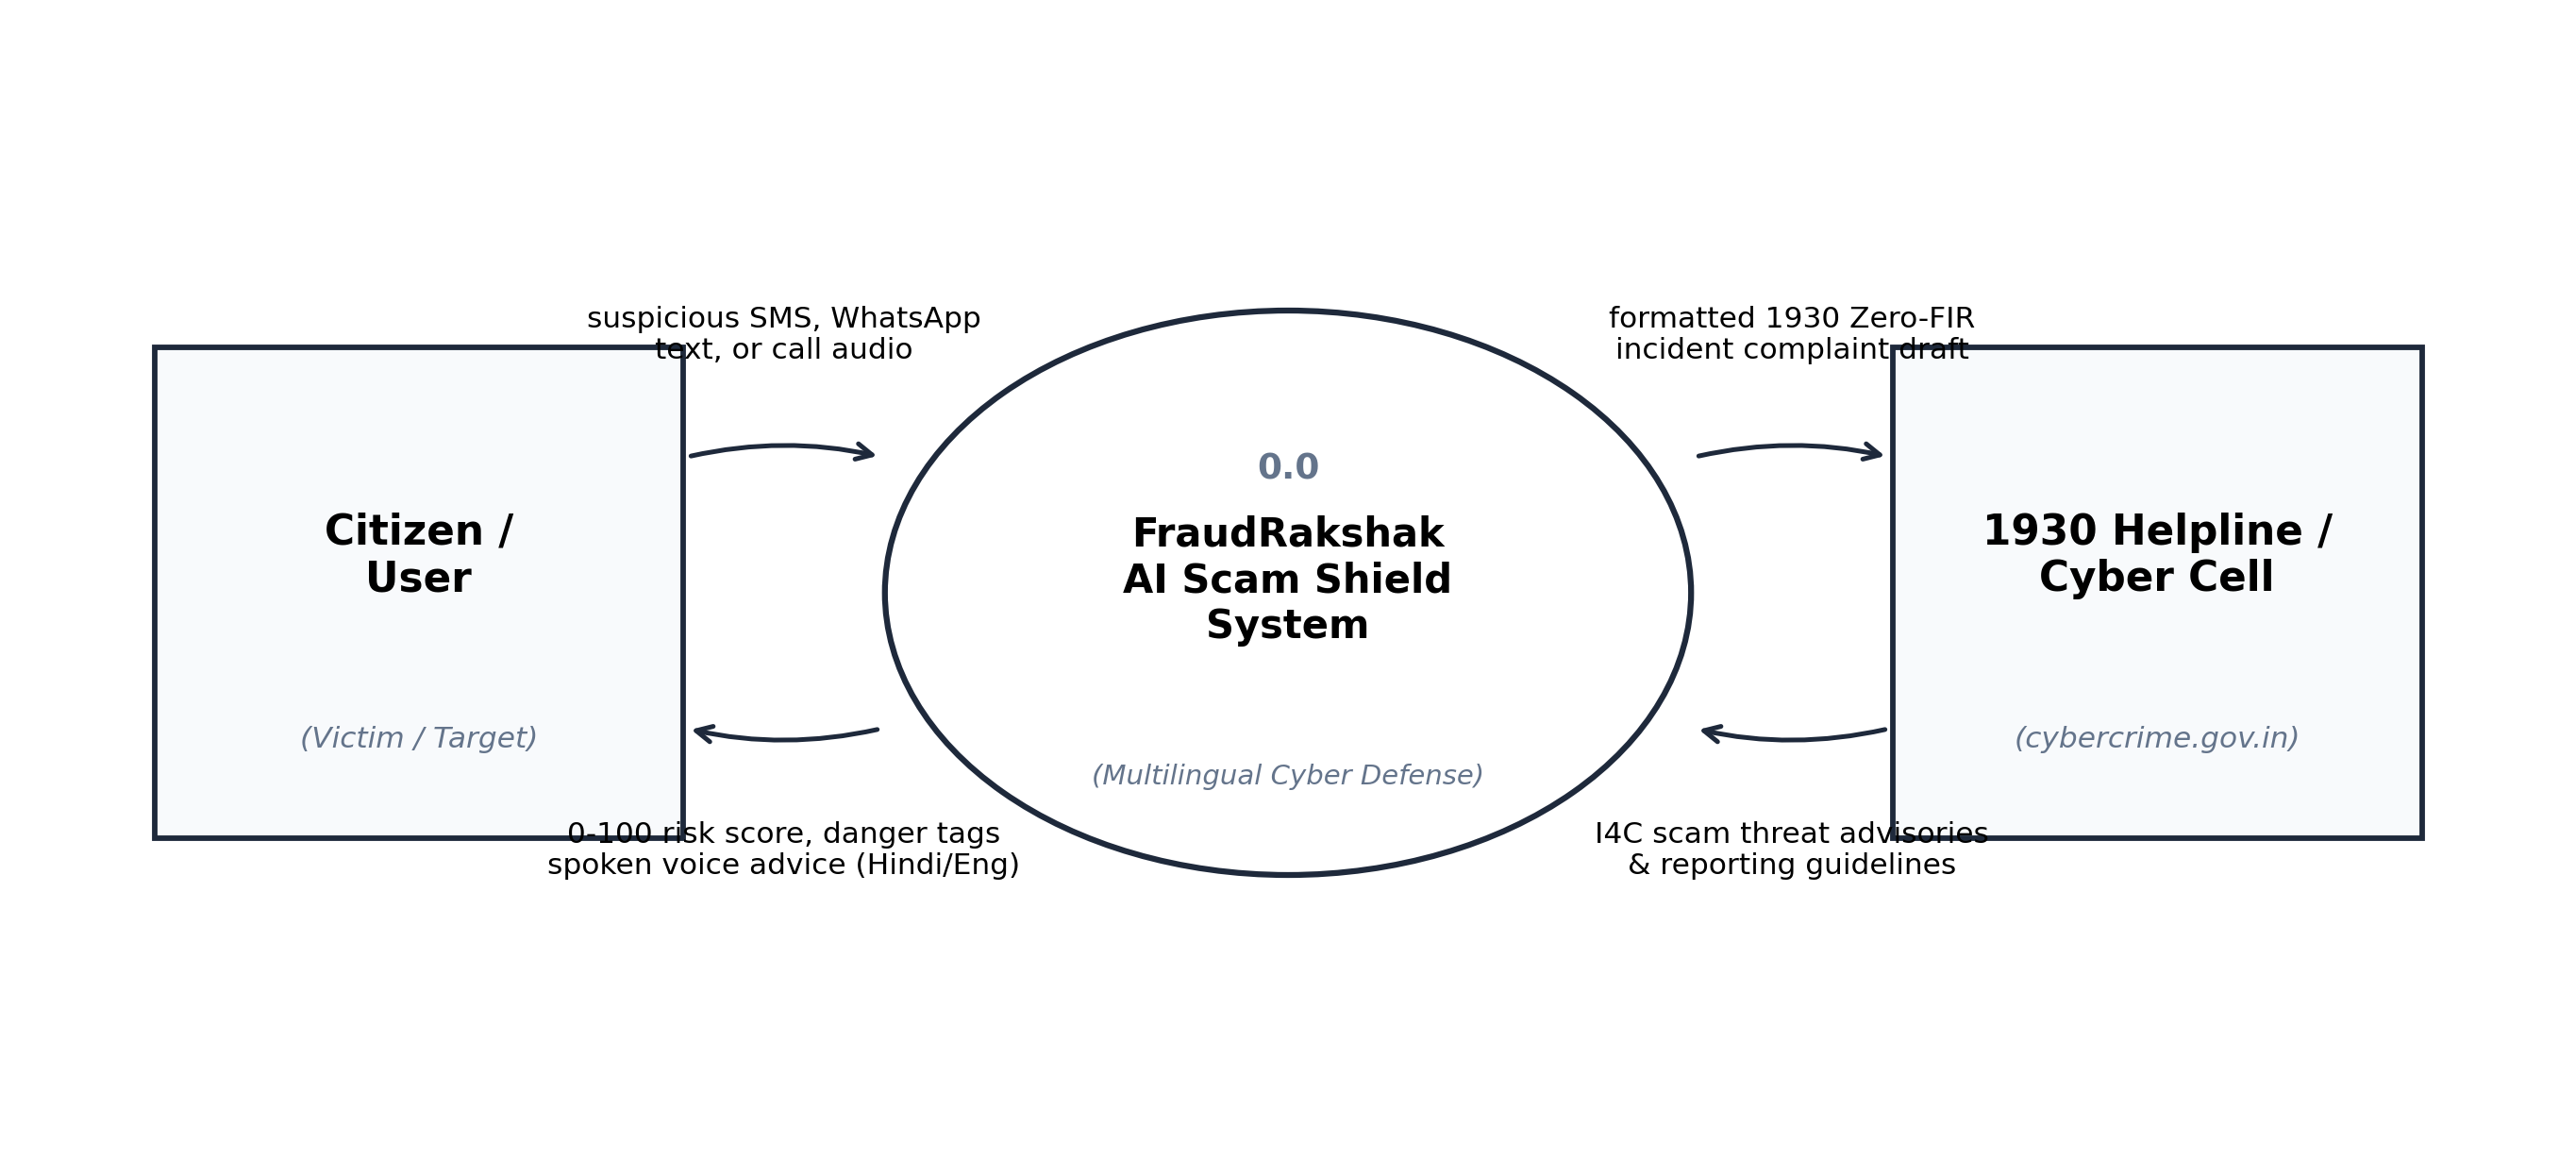 suspicious SMS, WhatsApp
text, or call audio
formatted 1930 Zero-FIR
incident complaint draft
Citizen /
User
(Victim / Target)
0.0
FraudRakshak
AI Scam Shield
System
(Multilingual Cyber Defense)
1930 Helpline /
Cyber Cell
(cybercrime.gov.in)
0-100 risk score, danger tags
spoken voice advice (Hindi/Eng)
I4C scam threat advisories
& reporting guidelines